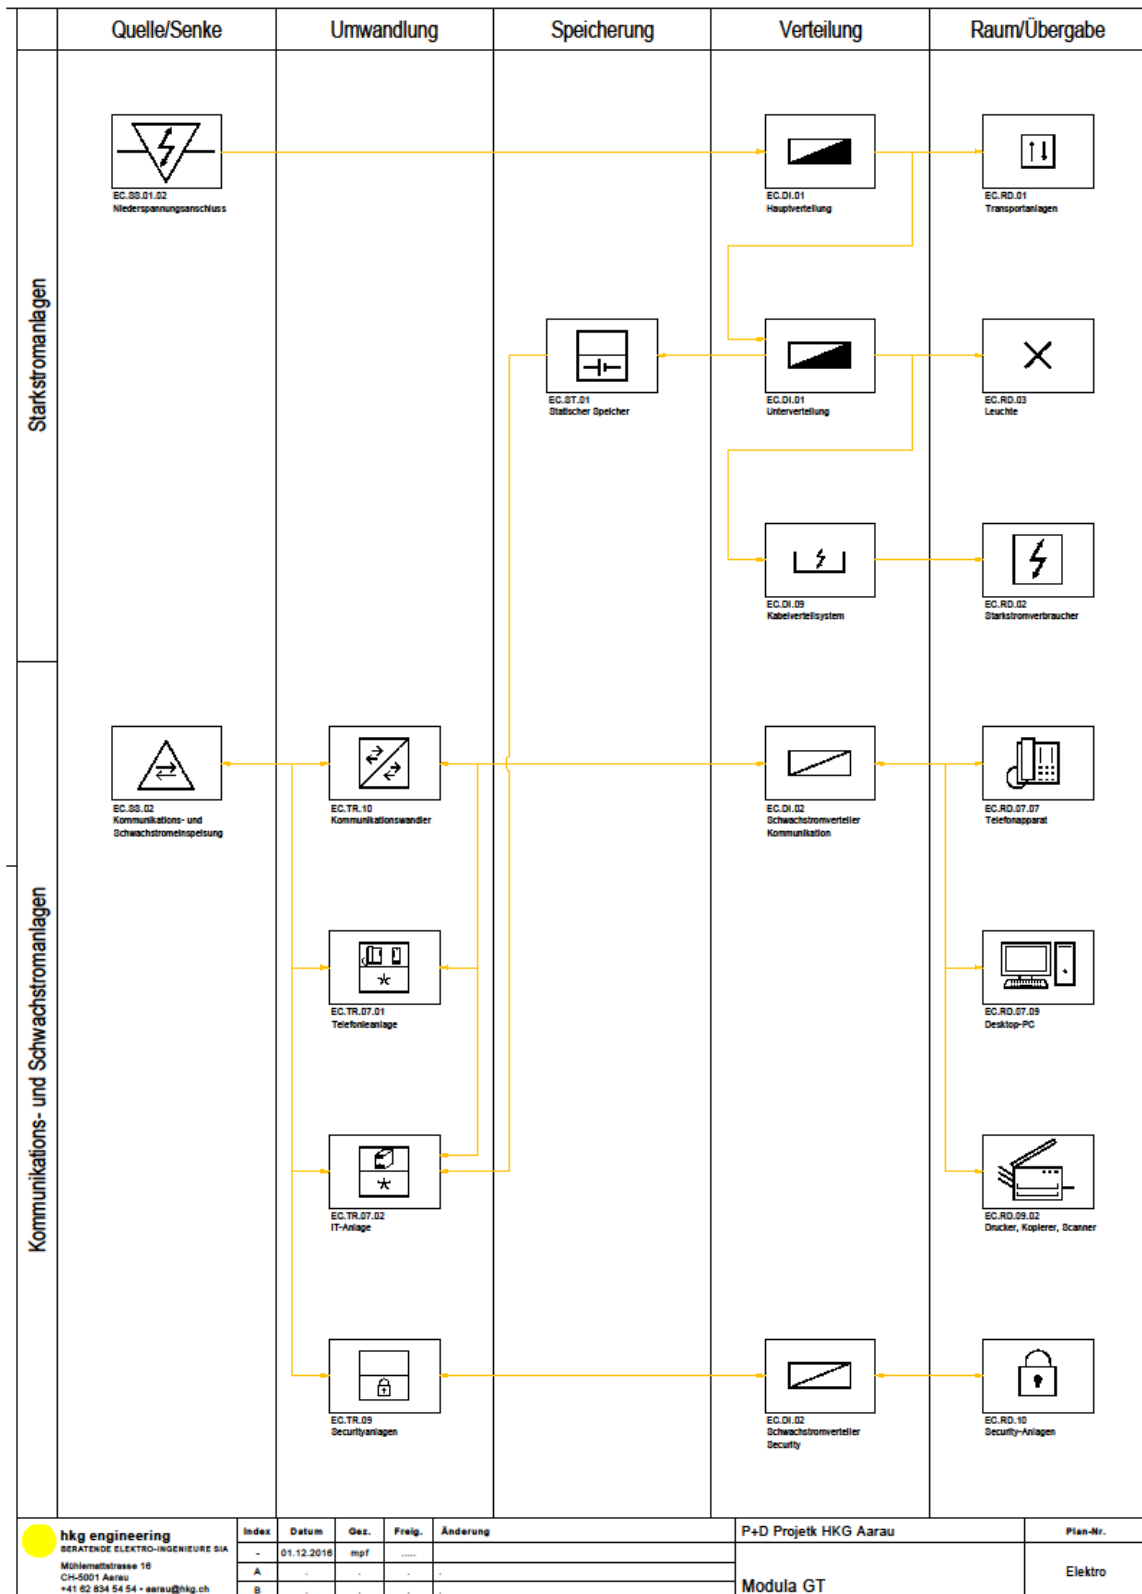 Quelle/Senke
Umwandlung
Speicherung
Verteilung
Raum/Übergabe
Starkstromanlagen
EC.SS.01.02
Niederspannungsanschluss
EC.DI.01
Hauptverteilung
EC.RD.01
Transportanlagen
EC.ST.01
Statischer Speicher
EC.DI.01
Unterverteilung
EC.RD.03
Leuchte
EC.DI.09
Kabelverteilsystem
EC.RD.02
Starkstromverbraucher
Kommunikations- und Schwachstromanlagen
EC.SS.02
Kommunikations- und
Schwachstromeinspeisung
EC.TR.10
Kommunikationswandler
EC.DI.02
Schwachstromverteiler
Kommunikation
EC.RD.07.07
Telefonapparat
EC.TR.07.01
Telefonieanlage
EC.RD.07.09
Desktop-PC
EC.TR.07.02
IT-Anlage
EC.RD.09.02
Drucker, Kopierer, Scanner
EC.TR.09
Securityanlagen
EC.DI.02
Schwachstromverteiler
Security
EC.RD.10
Security-Anlagen
hkg engineering
BERATENDE ELEKTRO-INGENIEURE SIA
Mühlemattstrasse 16
CH-5001 Aarau
+41 62 834 54 54 • aarau@hkg.ch
Index Datum Gez. Freig. Änderung
- 01.12.2016 mpf .....
A . . . .
B . . . .
P+D Projetk HKG Aarau
Modula GT
Plan-Nr.
Elektro